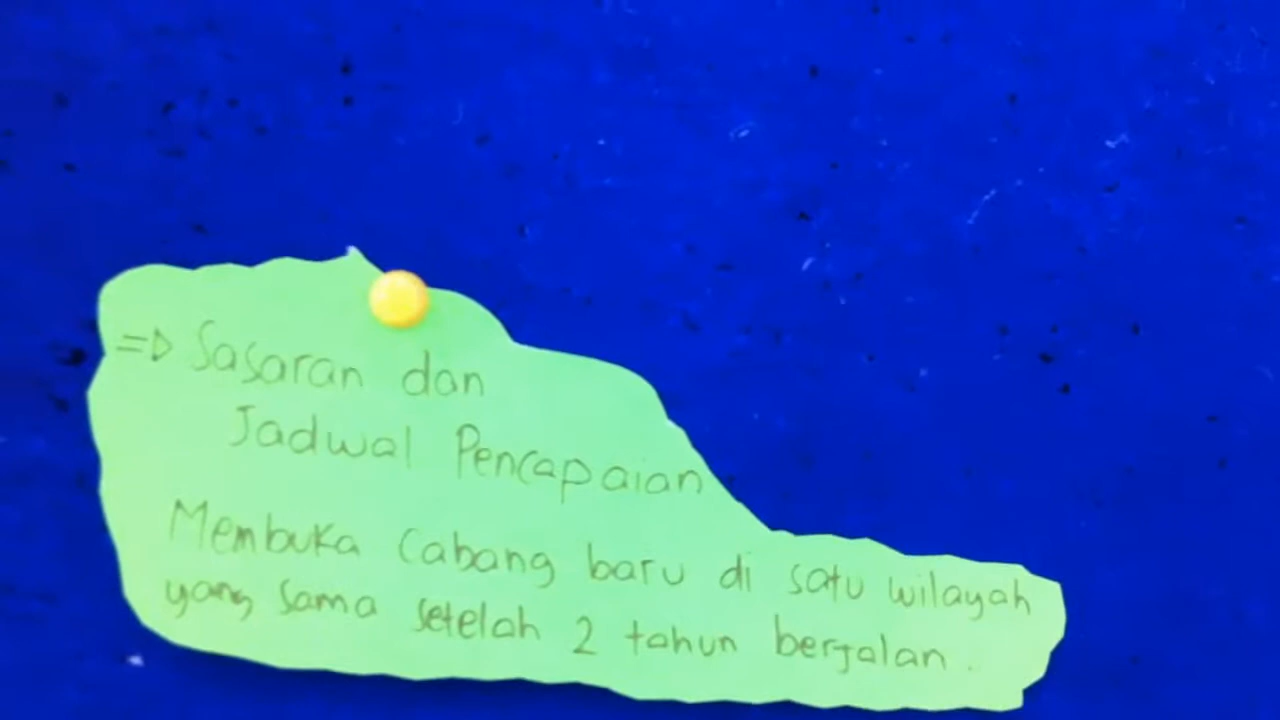 => Sasaran dan
Jadwal Pencapaian
Membuka Cabang baru di satu wilayah
yang sama setelah 2 tahun berjalan.